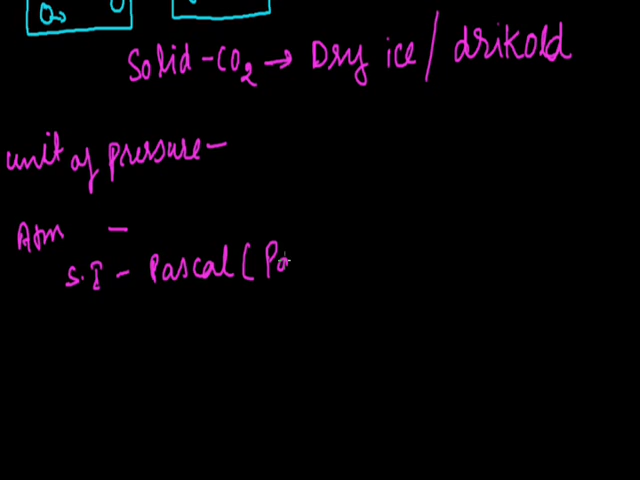 Solid-CO2 → Dry ice/drikold
unit of pressure-
Atm -
S.I - Pascal ( Pa